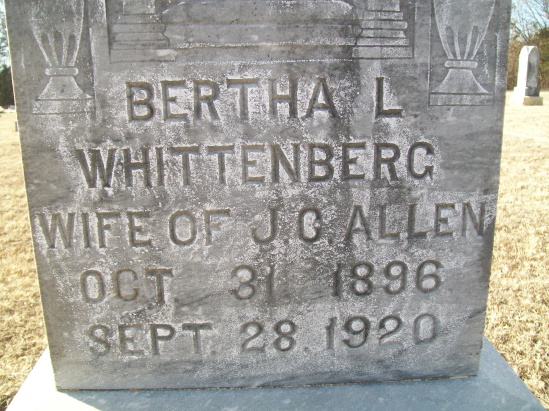 BERTHA L
WHITTENBERG
WIFE OF J. C. ALLEN
OCT. 31. 1896
SEPT. 28. 1920